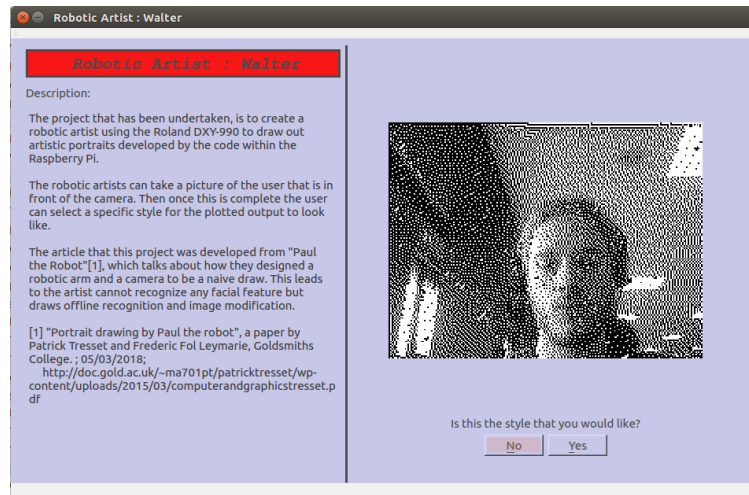 Robotic Artist : Walter
Robotic Artist : Walter
Description:
The project that has been undertaken, is to create a
robotic artist using the Roland DXY-990 to draw out
artistic portraits developed by the code within the
Raspberry Pi.
The robotic artists can take a picture of the user that is in
front of the camera. Then once this is complete the user
can select a specific style for the plotted output to look
like.
The article that this project was developed from "Paul
the Robot"[1], which talks about how they designed a
robotic arm and a camera to be a naive draw. This leads
to the artist cannot recognize any facial feature but
draws offline recognition and image modification.
[1] "Portrait drawing by Paul the robot", a paper by
Patrick Tresset and Frederic Fol Leymarie, Goldsmiths
College. ; 05/03/2018;
http://doc.gold.ac.uk/~ma701pt/patricktresset/wp-
content/uploads/2015/03/computerandgraphicstresset.p
df
Is this the style that you would like?
No Yes